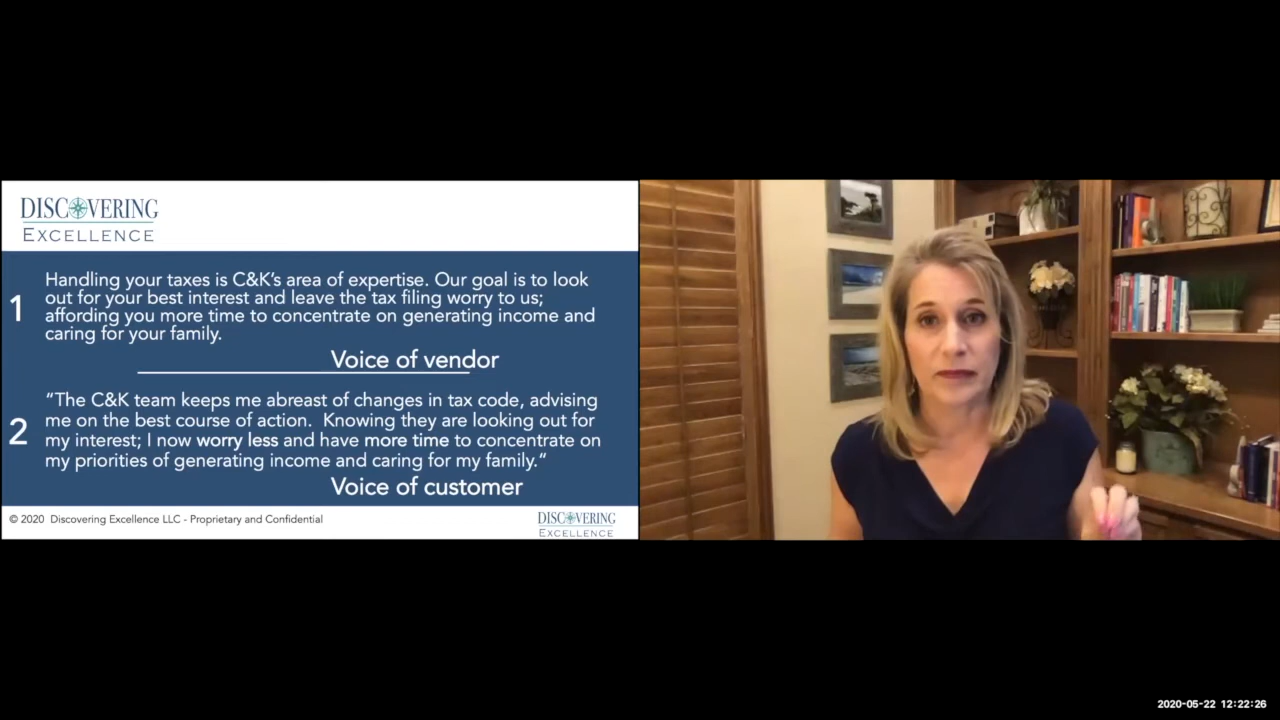 DISCOVERING
EXCELLENCE
1
Handling your taxes is C&K's area of expertise. Our goal is to look
out for your best interest and leave the tax filing worry to us;
affording you more time to concentrate on generating income and
caring for your family.
Voice of vendor
2
“The C&K team keeps me abreast of changes in tax code, advising
me on the best course of action.  Knowing they are looking out for
my interest; I now worry less and have more time to concentrate on
my priorities of generating income and caring for my family.“
Voice of customer
© 2020  Discovering Excellence LLC - Proprietary and Confidential
DISCOVERING
EXCELLENCE
2020-05-22  12:22:26